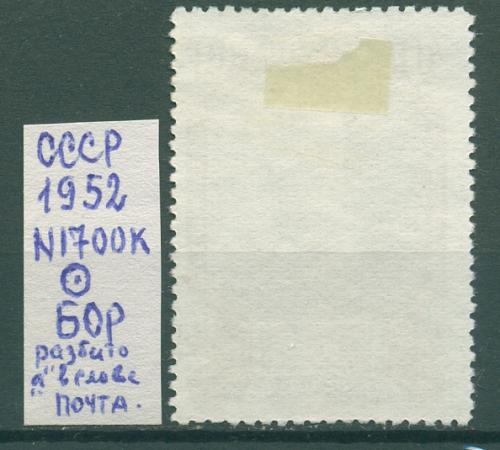 СССР
1952
N1700К
БОР
разбито
"а" в слове
ПОЧТА.